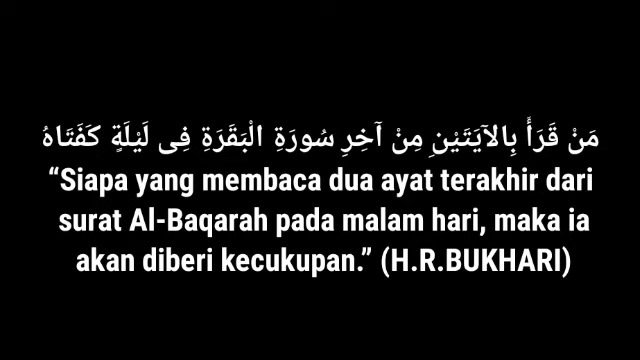 مَنْ قَرَأَ بِالآيَتَيْنِ مِنْ آخِرِ سُورَةِ الْبَقَرَةِ فِى لَيْلَةٍ كَفَتَاهُ
“Siapa yang membaca dua ayat terakhir dari
surat Al-Baqarah pada malam hari, maka ia
akan diberi kecukupan.” (H.R.BUKHARI)